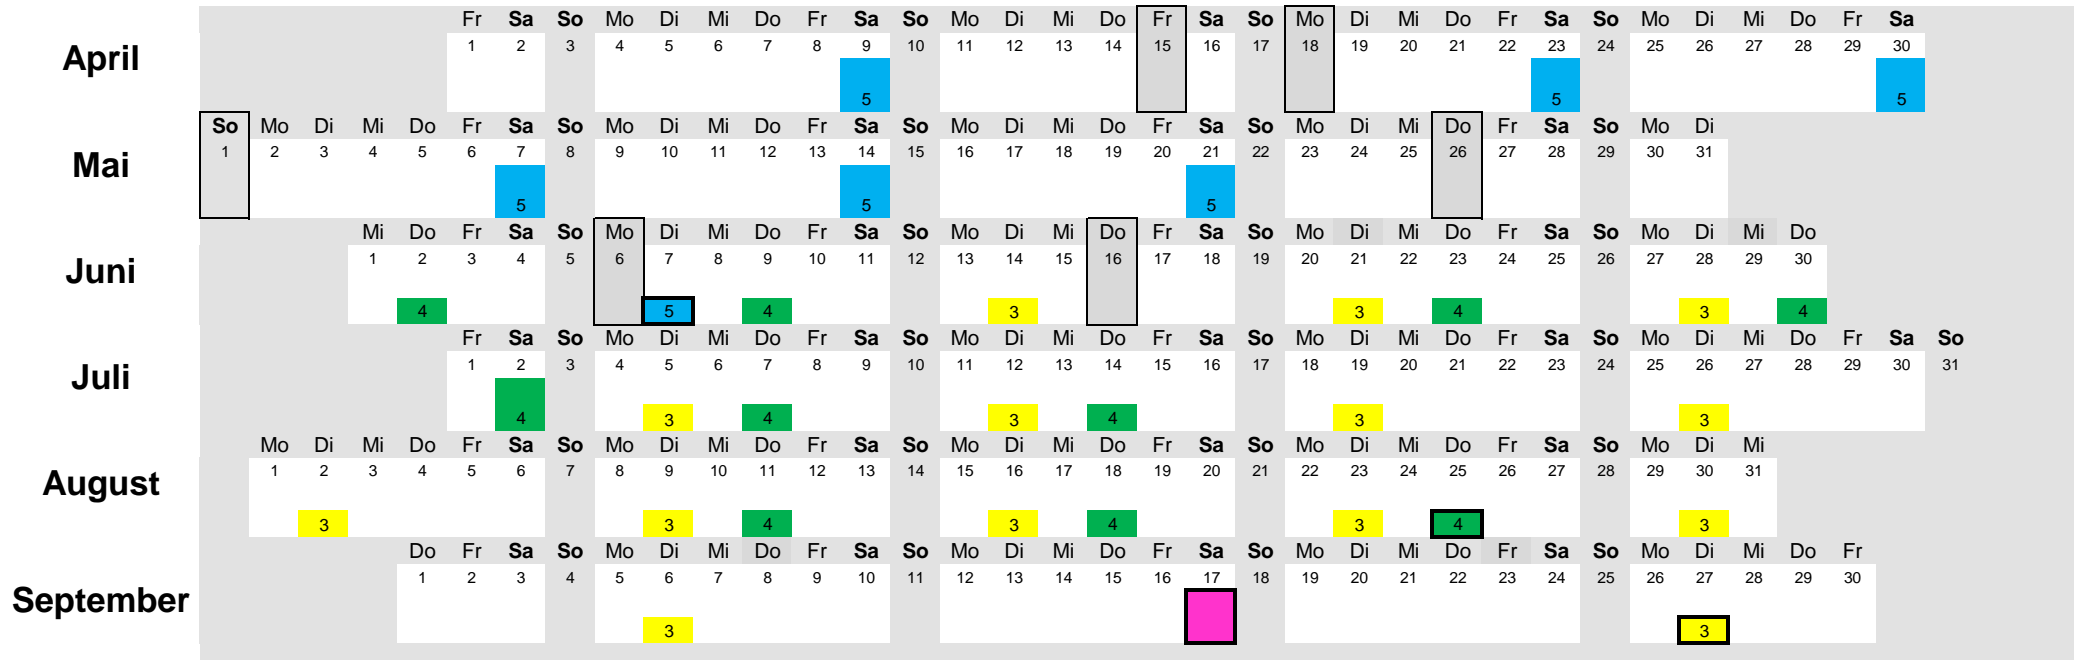 Fr Sa So Mo Di Mi Do Fr Sa So Mo Di Mi Do Fr Sa So Mo Di Mi Do Fr Sa So Mo Di Mi Do Fr Sa
April
1 2 3 4 5 6 7 8 9 10 11 12 13 14 15 16 17 18 19 20 21 22 23 24 25 26 27 28 29 30
5 5 5
So Mo Di Mi Do Fr Sa So Mo Di Mi Do Fr Sa So Mo Di Mi Do Fr Sa So Mo Di Mi Do Fr Sa So Mo Di
Mai
1 2 3 4 5 6 7 8 9 10 11 12 13 14 15 16 17 18 19 20 21 22 23 24 25 26 27 28 29 30 31
5 5 5
Mi Do Fr Sa So Mo Di Mi Do Fr Sa So Mo Di Mi Do Fr Sa So Mo Di Mi Do Fr Sa So Mo Di Mi Do
Juni
1 2 3 4 5 6 7 8 9 10 11 12 13 14 15 16 17 18 19 20 21 22 23 24 25 26 27 28 29 30
4 5 4 3 3 4 3 4
Fr Sa So Mo Di Mi Do Fr Sa So Mo Di Mi Do Fr Sa So Mo Di Mi Do Fr Sa So Mo Di Mi Do Fr Sa So
Juli
1 2 3 4 5 6 7 8 9 10 11 12 13 14 15 16 17 18 19 20 21 22 23 24 25 26 27 28 29 30 31
4 3 4 3 4 3 3
Mo Di Mi Do Fr Sa So Mo Di Mi Do Fr Sa So Mo Di Mi Do Fr Sa So Mo Di Mi Do Fr Sa So Mo Di Mi
August
1 2 3 4 5 6 7 8 9 10 11 12 13 14 15 16 17 18 19 20 21 22 23 24 25 26 27 28 29 30 31
3 3 4 3 4 3 4 3
Do Fr Sa So Mo Di Mi Do Fr Sa So Mo Di Mi Do Fr Sa So Mo Di Mi Do Fr Sa So Mo Di Mi Do Fr
September
1 2 3 4 5 6 7 8 9 10 11 12 13 14 15 16 17 18 19 20 21 22 23 24 25 26 27 28 29 30
3 3